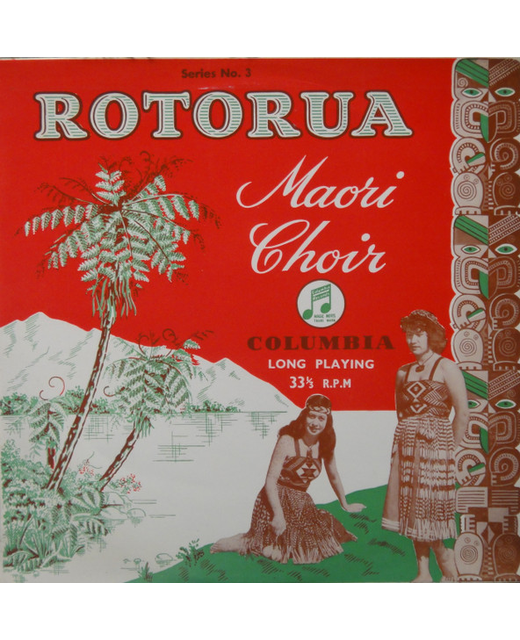 Series No. 3
ROTORUA
Maori
Choir
COLUMBIA
LONG PLAYING
33⅓ R.P.M